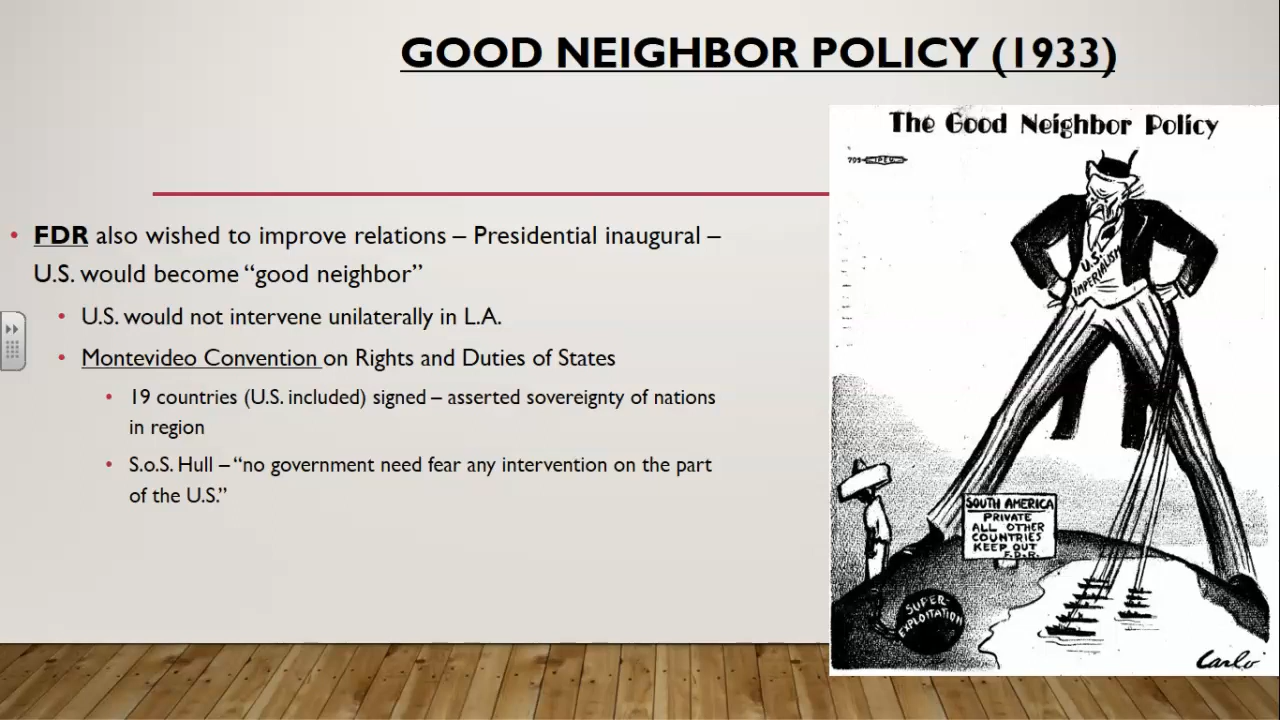 GOOD NEIGHBOR POLICY (1933)
• FDR also wished to improve relations – Presidential inaugural –
U.S. would become “good neighbor”
• U.S. would not intervene unilaterally in L.A.
• Montevideo Convention on Rights and Duties of States
• 19 countries (U.S. included) signed – asserted sovereignty of nations
in region
• S.o.S. Hull – “no government need fear any intervention on the part
of the U.S.”
The Good Neighbor Policy
U.S.
IMPERIALISM
SOUTH AMERICA
PRIVATE
ALL OTHER
COUNTRIES
KEEP OUT
F.D.R.
SUPER-
EXPLOITATION
Carlo